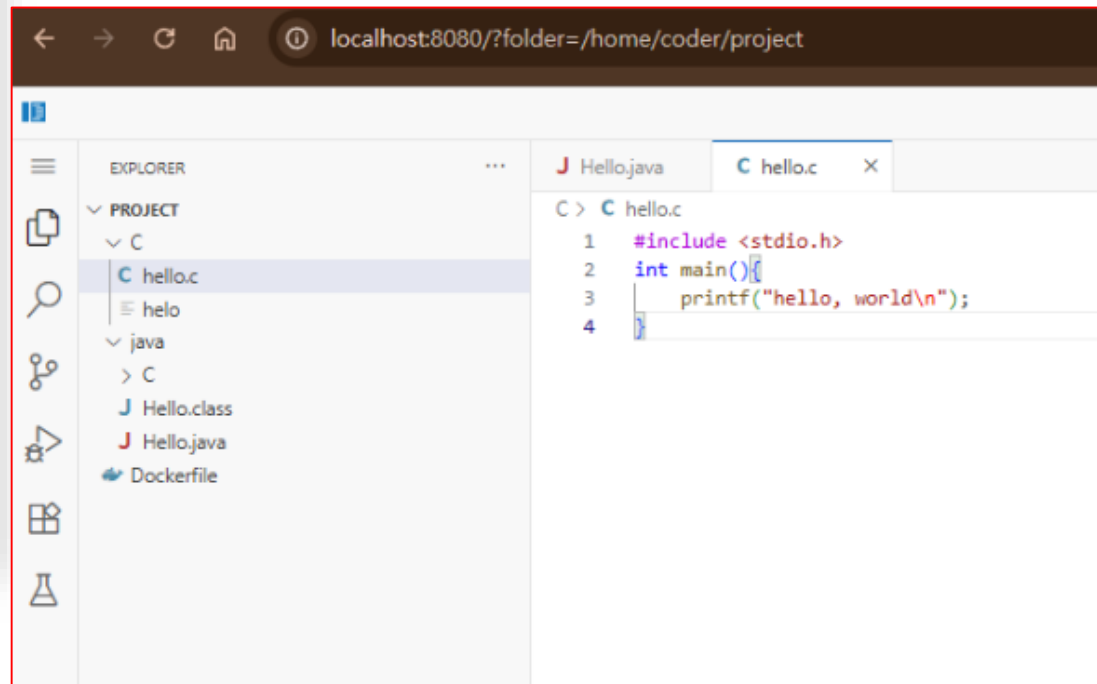 localhost:8080/?folder=/home/coder/project
EXPLORER
PROJECT
C
C hello.c
helo
java
C
J Hello.class
J Hello.java
Dockerfile
J Hello.java
C hello.c
C > C hello.c
1 #include <stdio.h>
2 int main(){
3 printf("hello, world\n");
4 }